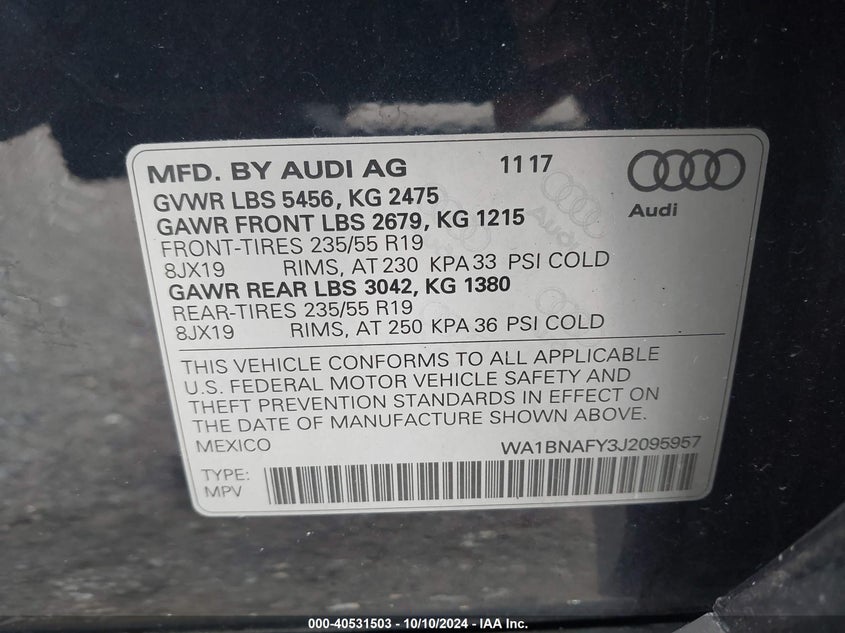 MFD. BY AUDI AG 11 17
GVWR LBS 5456, KG 2475
GAWR FRONT LBS 2679, KG 1215
FRONT-TIRES 235/55 R19
8JX19 RIMS, AT 230 KPA 33 PSI COLD
GAWR REAR LBS 3042, KG 1380
REAR-TIRES 235/55 R19
8JX19 RIMS, AT 250 KPA 36 PSI COLD
Audi
THIS VEHICLE CONFORMS TO ALL APPLICABLE
U.S. FEDERAL MOTOR VEHICLE SAFETY AND
THEFT PREVENTION STANDARDS IN EFFECT ON
THE DATE OF MANUFACTURE SHOWN ABOVE.
MEXICO WA1BNAFY3J2095957
TYPE:
MPV
000-40531503 - 10/10/2024 - IAA Inc.